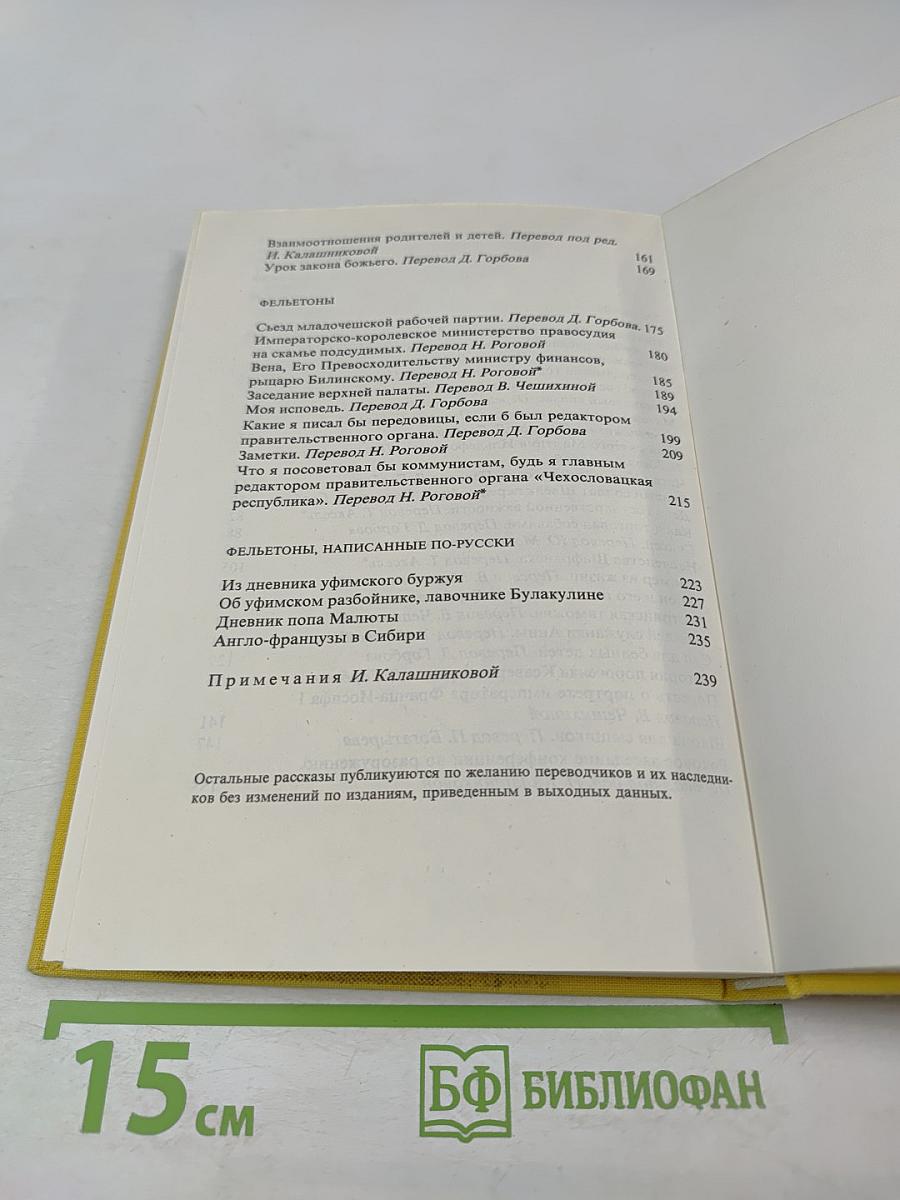 Взаимоотношения родителей и детей. Перевод под ред.
И. Калашниковой 161
Урок закона божьего. Перевод Д. Горбова 169
ФЕЛЬЕТОНЫ
Съезд младочешской рабочей партии. Перевод Д. Горбова. 175
Императорско-королевское министерство правосудия
на скамье подсудимых. Перевод Н. Роговой 180
Вена, Его Превосходительству министру финансов,
рыцарю Билинскому. Перевод Н. Роговой* 185
Заседание верхней палаты. Перевод В. Чешихиной 189
Моя исповедь. Перевод Д. Горбова 194
Какие я писал бы передовицы, если б был редактором
правительственного органа. Перевод Д. Горбова 199
Заметки. Перевод Н. Роговой 209
Что я посоветовал бы коммунистам, будь я главным
редактором правительственного органа «Чехословацкая
республика». Перевод Н. Роговой* 215
ФЕЛЬЕТОНЫ, НАПИСАННЫЕ ПО-РУССКИ
Из дневника уфимского буржуя 223
Об уфимском разбойнике, лавочнике Булакулине 227
Дневник попа Малюты 231
Англо-французы в Сибири 235
Примечания И. Калашниковой 239
Остальные рассказы публикуются по желанию переводчиков и их наследни-
ков без изменений по изданиям, приведенным в выходных данных.
15 см
БФ БИБЛИОФАН